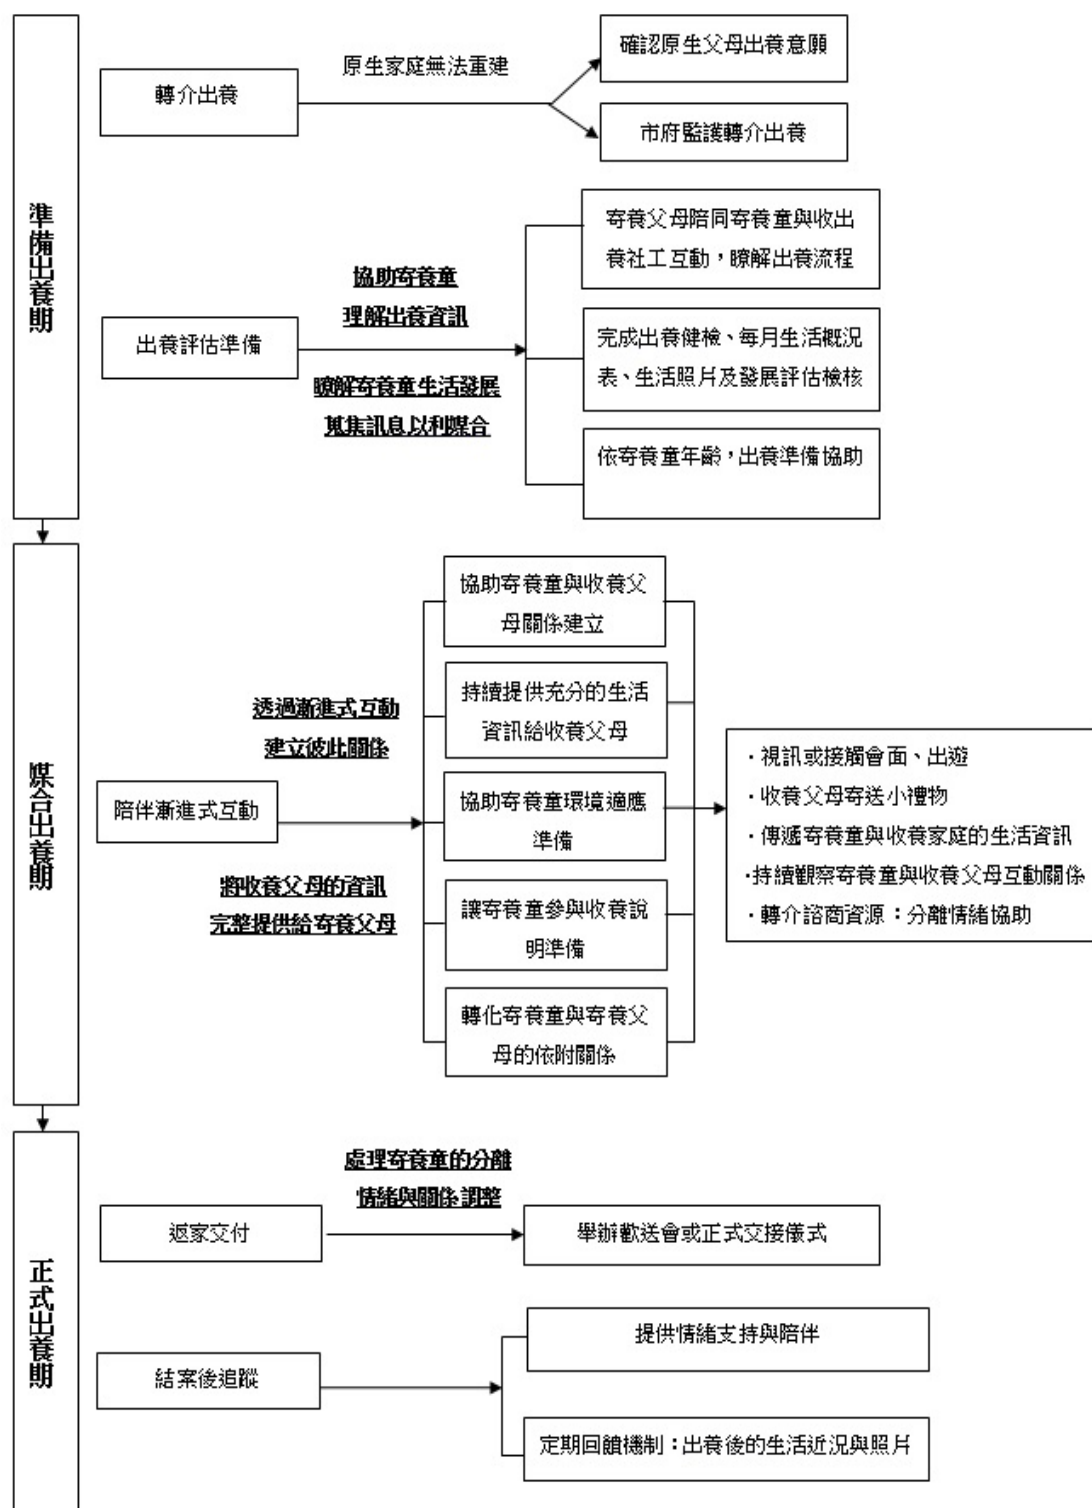 準備出養期
轉介出養
原生家庭無法重建
確認原生父母出養意願
市府監護轉介出養
出養評估準備
協助寄養童
理解出養資訊
瞭解寄養童生活發展
蒐集訊息以利媒合
寄養父母陪同寄養童與收出
養社工互動，瞭解出養流程
完成出養健檢、每月生活概況
表、生活照片及發展評估檢核
依寄養童年齡，出養準備協助
媒合出養期
陪伴漸進式互動
透過漸進式互動
建立彼此關係
將收養父母的資訊
完整提供給寄養父母
協助寄養童與收養父
母關係建立
持續提供充分的生活
資訊給收養父母
協助寄養童環境適應
準備
讓寄養童參與收養說
明準備
轉化寄養童與寄養父
母的依附關係
·視訊或接觸會面、出遊
·收養父母寄送小禮物
·傳遞寄養童與收養家庭的生活資訊
·持續觀察寄養童與收養父母互動關係
·轉介諮商資源：分離情緒協助
正式出養期
返家交付
處理寄養童的分離
情緒與關係調整
舉辦歡送會或正式交接儀式
結案後追蹤
提供情緒支持與陪伴
定期回饋機制：出養後的生活近況與照片